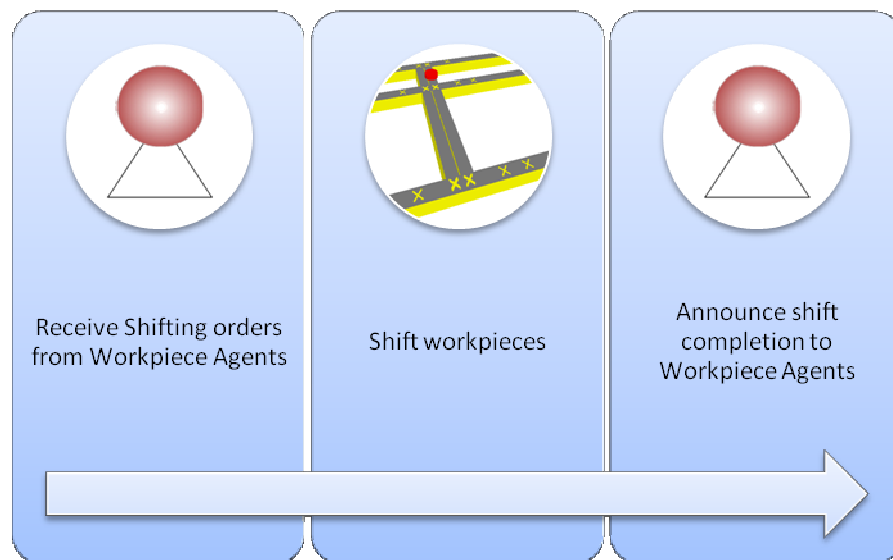 Receive Shifting orders
from Workpiece Agents
Shift workpieces
Announce shift
completion to
Workpiece Agents